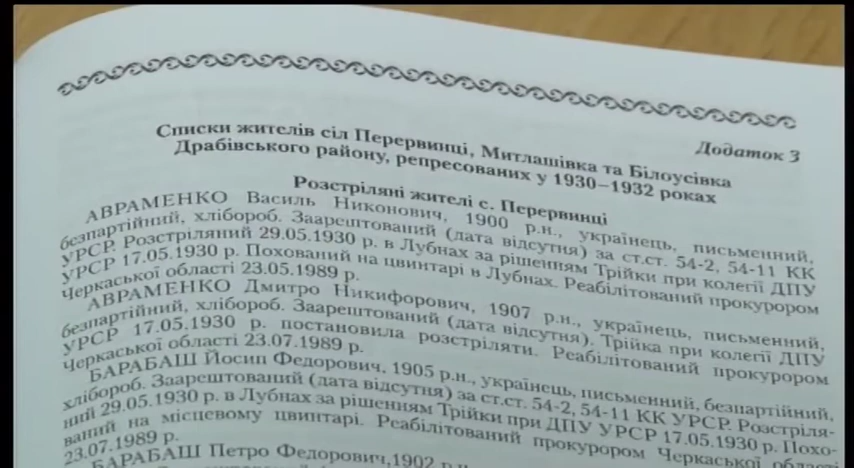 Додаток 3
Списки жителів сіл Перервинці, Митлашівка та Білоусівка
Драбівського району, репресованих у 1930–1932 роках
Розстріляні жителі с. Перервинці
АВРАМЕНКО Василь Никонович, 1900 р.н., українець, письменний,
безпартійний, хлібороб. Заарештований (дата відсутня) за ст.ст. 54-2, 54-11 КК
УРСР. Розстріляний 29.05.1930 р. в Лубнах за рішенням Трійки при колегії ДПУ
УРСР 17.05.1930 р. Похований на цвинтарі в Лубнах. Реабілітований прокурором
Черкаської області 23.05.1989 р.
АВРАМЕНКО Дмитро Никифорович, 1907 р.н., українець, письменний,
безпартійний, хлібороб. Заарештований (дата відсутня). Трійка при колегії ДПУ
УРСР 17.05.1930 р. постановила розстріляти. Реабілітований прокурором
Черкаської області 23.07.1989 р.
БАРАБАШ Йосип Федорович, 1905 р.н., українець, письменний, безпартійний,
хлібороб. Заарештований (дата відсутня) за ст.ст. 54-2, 54-11 КК УРСР. Розстріля-
ний 29.05.1930 р. в Лубнах за рішенням Трійки при ДПУ УРСР 17.05.1930 р. Похо-
ваний на місцевому цвинтарі. Реабілітований прокурором Черкаської області
23.07.1989 р.
БАРАБАШ Петро Федорович,1902 р.н.